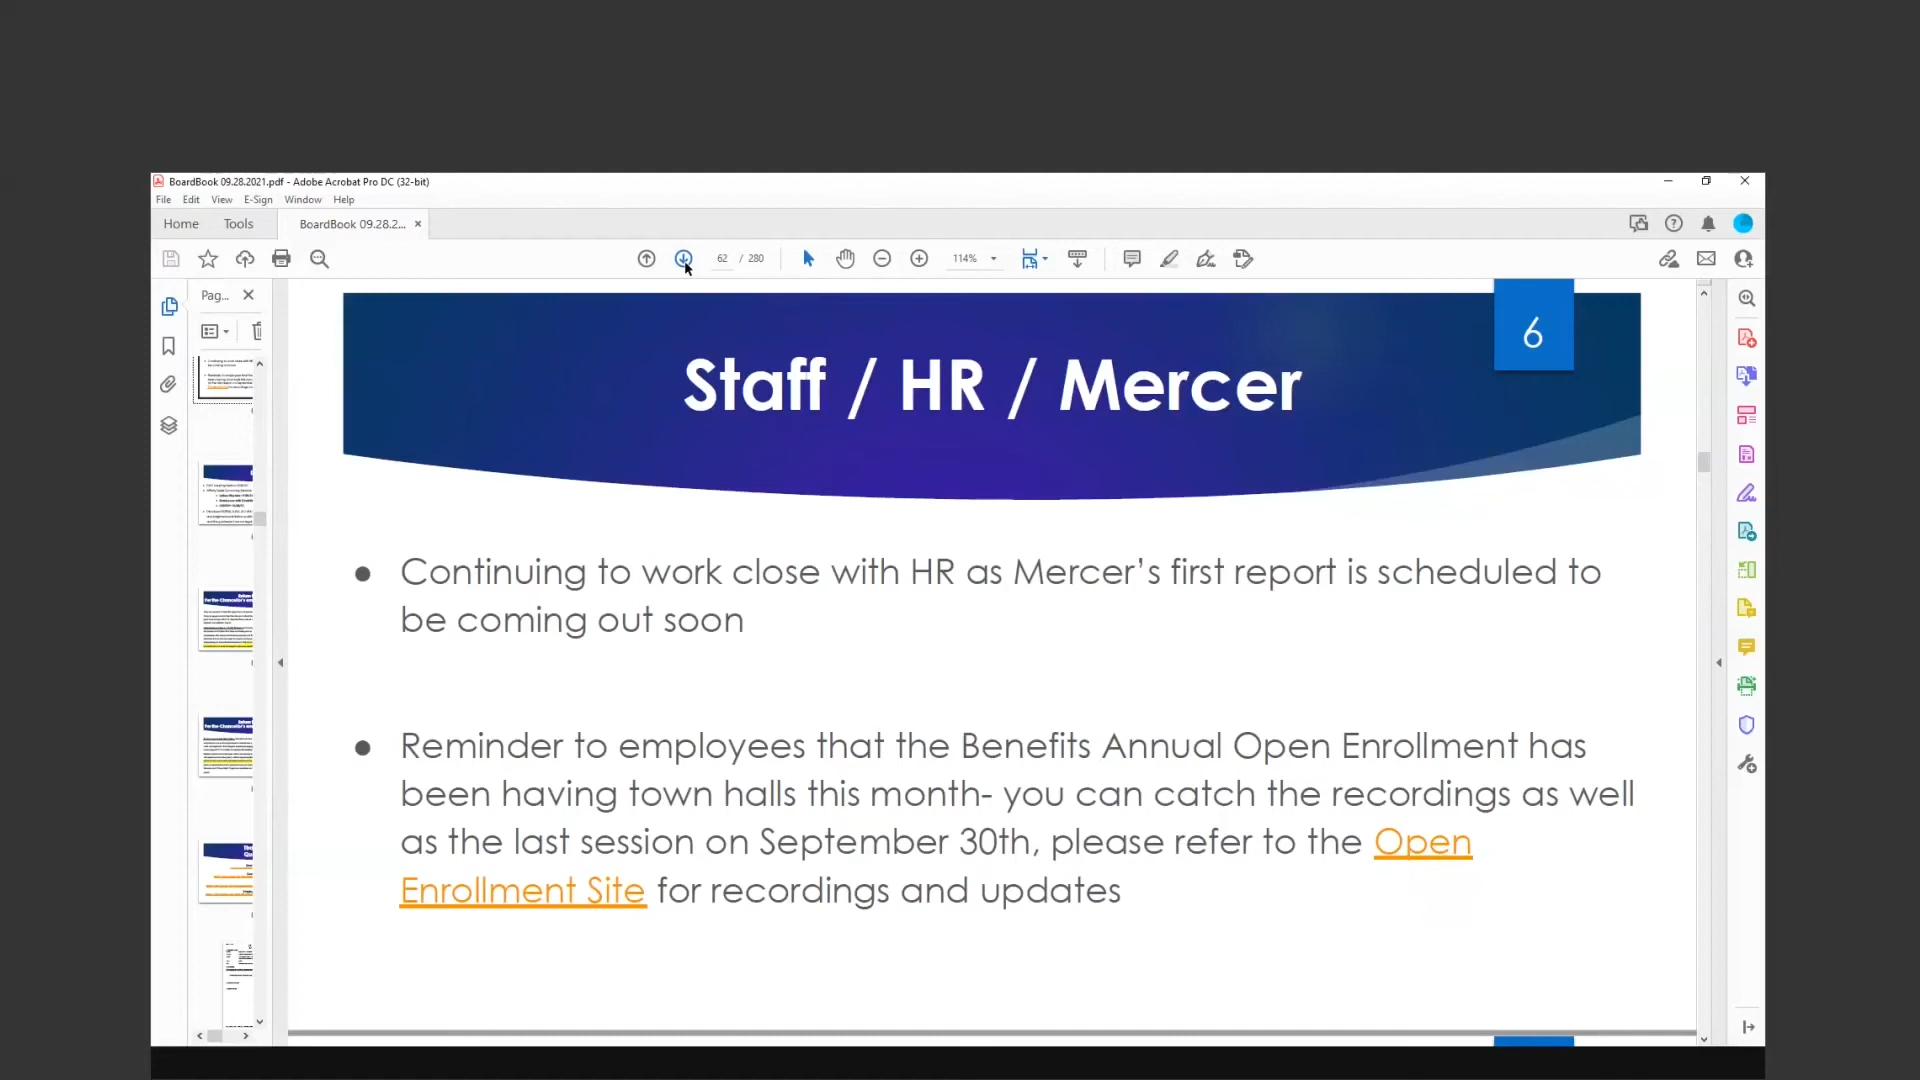 BoardBook 09.28.2021.pdf - Adobe Acrobat Pro DC (32-bit)
File Edit View E-Sign Window Help
Home Tools BoardBook 09.28.2... ×
62 / 280 114%
Pag...
6
Staff / HR / Mercer
● Continuing to work close with HR as Mercer’s first report is scheduled to
be coming out soon
● Reminder to employees that the Benefits Annual Open Enrollment has
been having town halls this month- you can catch the recordings as well
as the last session on September 30th, please refer to the Open
Enrollment Site for recordings and updates